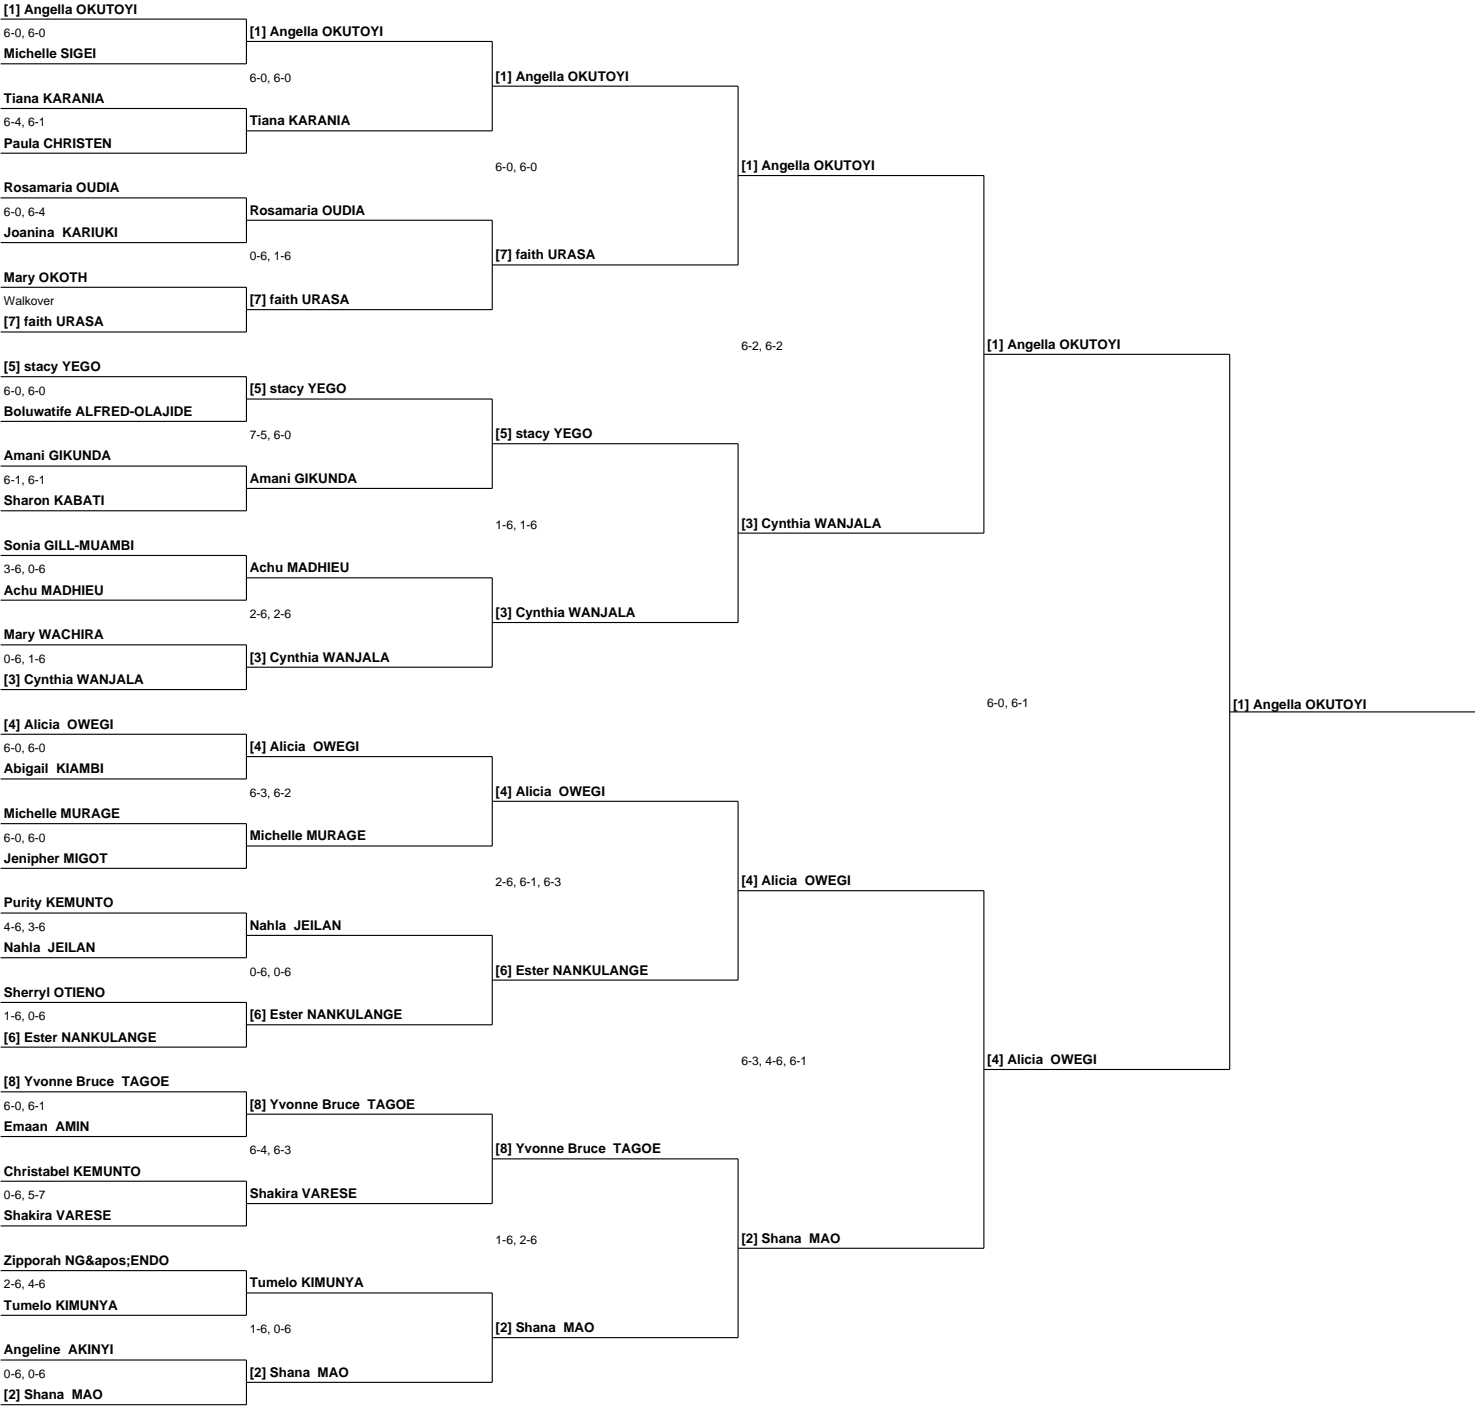 [1] Angella OKUTOYI
6-0, 6-0
Michelle SIGEI
Tiana KARANIA
6-4, 6-1
Paula CHRISTEN
Rosamaria OUDIA
6-0, 6-4
Joanina  KARIUKI
Mary OKOTH
Walkover
[7] faith URASA
[5] stacy YEGO
6-0, 6-0
Boluwatife ALFRED-OLAJIDE
Amani GIKUNDA
6-1, 6-1
Sharon KABATI
Sonia GILL-MUAMBI
3-6, 0-6
Achu MADHIEU
Mary WACHIRA
0-6, 1-6
[3] Cynthia WANJALA
[4] Alicia  OWEGI
6-0, 6-0
Abigail  KIAMBI
Michelle MURAGE
6-0, 6-0
Jenipher MIGOT
Purity KEMUNTO
4-6, 3-6
Nahla  JEILAN
Sherryl OTIENO
1-6, 0-6
[6] Ester NANKULANGE
[8] Yvonne Bruce  TAGOE
6-0, 6-1
Emaan  AMIN
Christabel KEMUNTO
0-6, 5-7
Shakira VARESE
Zipporah NG&apos;ENDO
2-6, 4-6
Tumelo KIMUNYA
Angeline  AKINYI
0-6, 0-6
[2] Shana  MAO
[1] Angella OKUTOYI
6-0, 6-0
Tiana KARANIA
Rosamaria OUDIA
0-6, 1-6
[7] faith URASA
[5] stacy YEGO
7-5, 6-0
Amani GIKUNDA
Achu MADHIEU
2-6, 2-6
[3] Cynthia WANJALA
[4] Alicia  OWEGI
6-3, 6-2
Michelle MURAGE
Nahla  JEILAN
0-6, 0-6
[6] Ester NANKULANGE
[8] Yvonne Bruce  TAGOE
6-4, 6-3
Shakira VARESE
Tumelo KIMUNYA
1-6, 0-6
[2] Shana  MAO
[1] Angella OKUTOYI
6-0, 6-0
[7] faith URASA
[5] stacy YEGO
1-6, 1-6
[3] Cynthia WANJALA
[4] Alicia  OWEGI
2-6, 6-1, 6-3
[6] Ester NANKULANGE
[8] Yvonne Bruce  TAGOE
1-6, 2-6
[2] Shana  MAO
[1] Angella OKUTOYI
6-2, 6-2
[3] Cynthia WANJALA
[4] Alicia  OWEGI
6-3, 4-6, 6-1
[2] Shana  MAO
[1] Angella OKUTOYI
6-0, 6-1
[4] Alicia  OWEGI
[1] Angella OKUTOYI